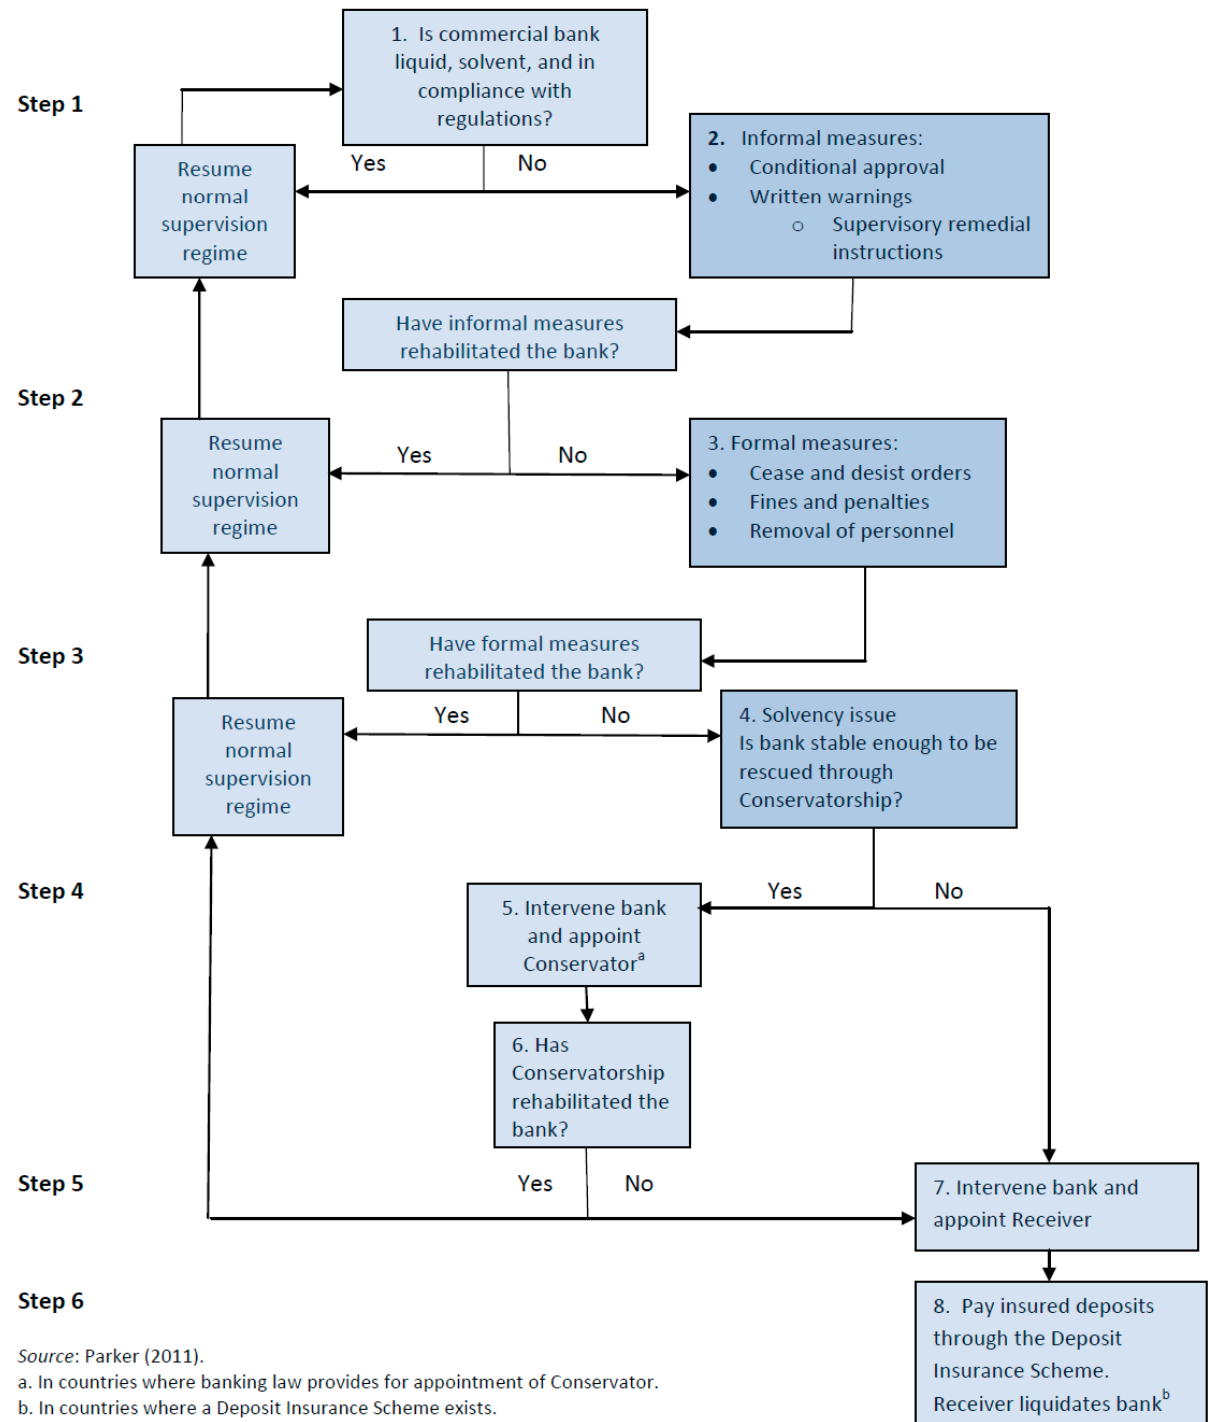 1. Is commercial bank
liquid, solvent, and in
compliance with
regulations?
Step 1
Yes
No
Resume
normal
supervision
regime
2. Informal measures:
• Conditional approval
• Written warnings
o Supervisory remedial
instructions
Have informal measures
rehabilitated the bank?
Step 2
Resume
normal
supervision
regime
Yes
No
3. Formal measures:
• Cease and desist orders
• Fines and penalties
• Removal of personnel
Have formal measures
rehabilitated the bank?
Step 3
Resume
normal
supervision
regime
Yes
No
4. Solvency issue
Is bank stable enough to be
rescued through
Conservatorship?
Step 4
Yes
No
5. Intervene bank
and appoint
Conservatorᵃ
6. Has
Conservatorship
rehabilitated the
bank?
Step 5
Yes
No
7. Intervene bank and
appoint Receiver
Step 6
8. Pay insured deposits
through the Deposit
Insurance Scheme.
Receiver liquidates bankᵇ
Source: Parker (2011).
a. In countries where banking law provides for appointment of Conservator.
b. In countries where a Deposit Insurance Scheme exists.